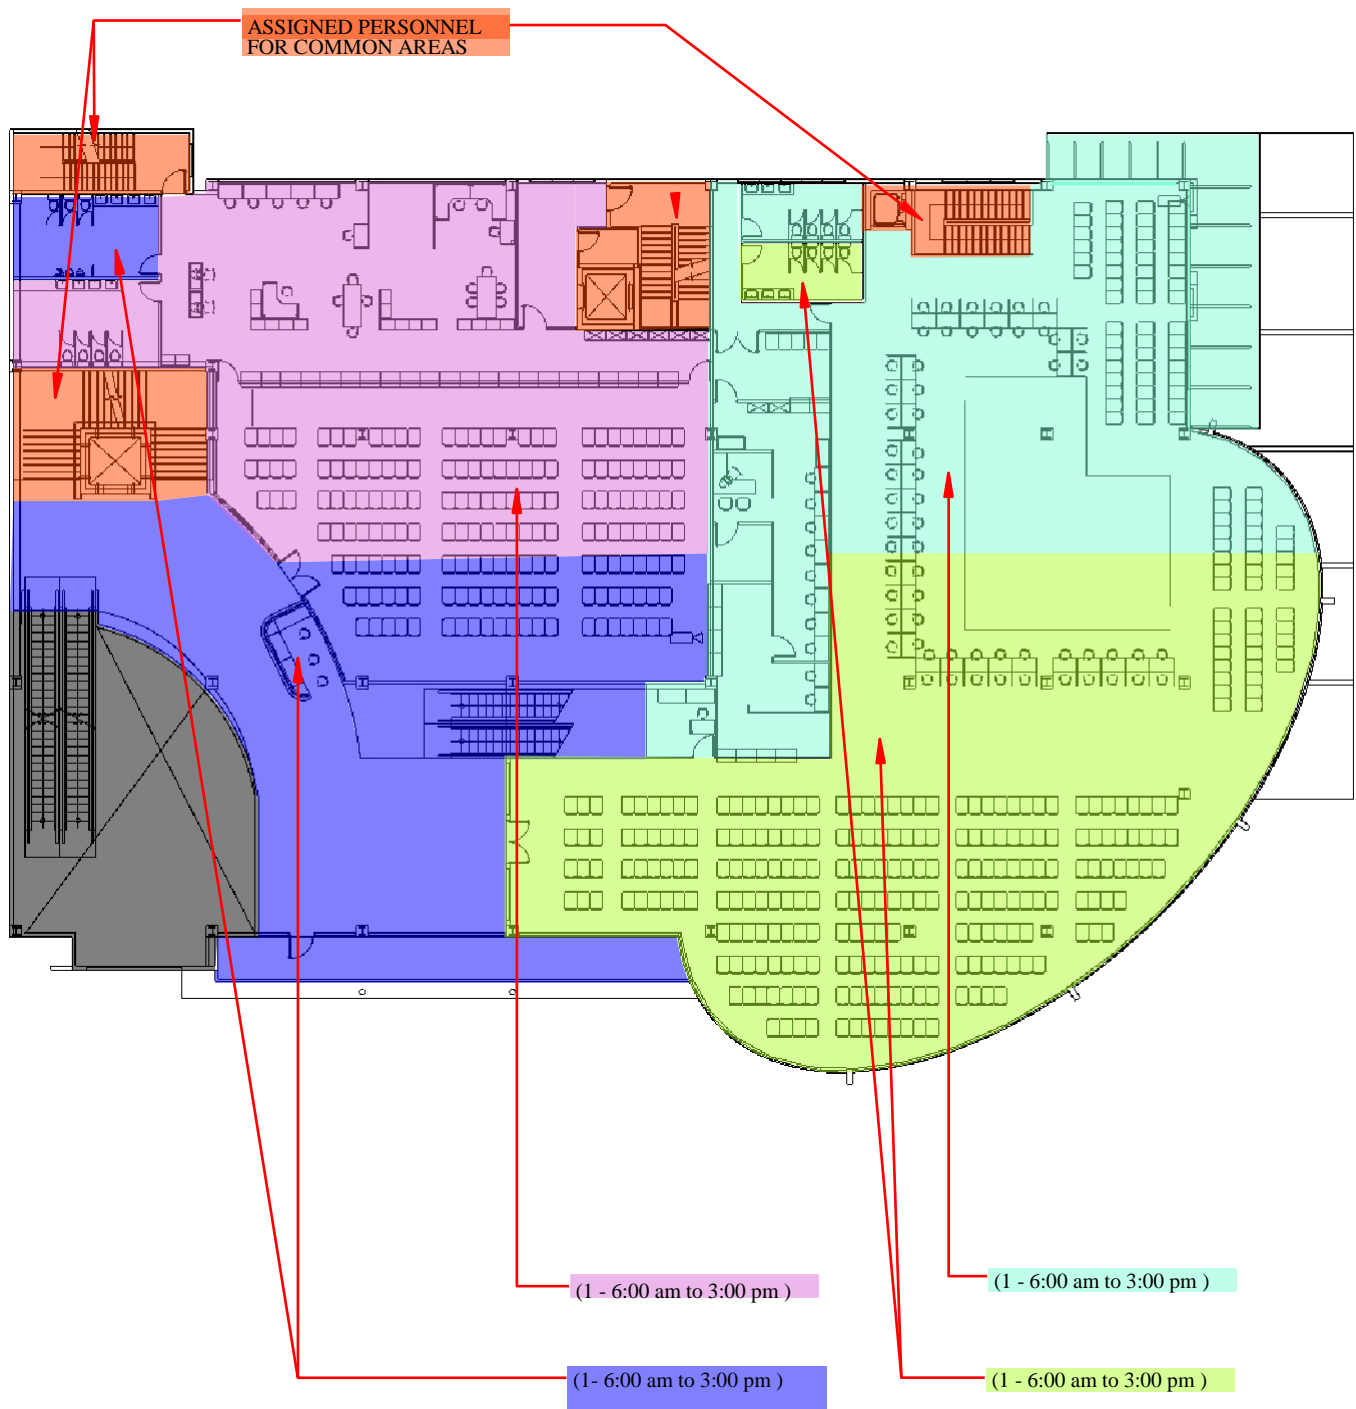 ASSIGNED PERSONNEL
FOR COMMON AREAS
(1 - 6:00 am to 3:00 pm )
(1 - 6:00 am to 3:00 pm )
(1- 6:00 am to 3:00 pm )
(1 - 6:00 am to 3:00 pm )